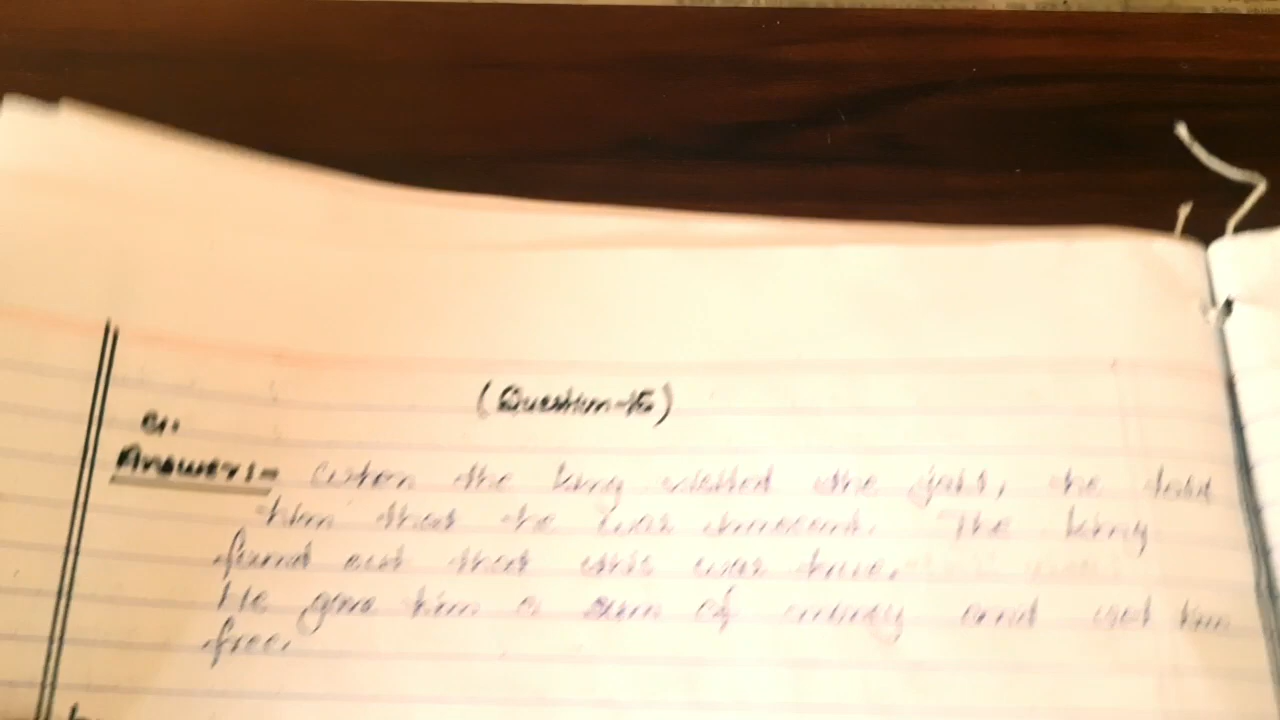 (Question-15)
a.
Answer:- When the king visited the jail, he told
him that he was innocent. The king
found out that this was true.
He gave him a sum of money and set him
free.